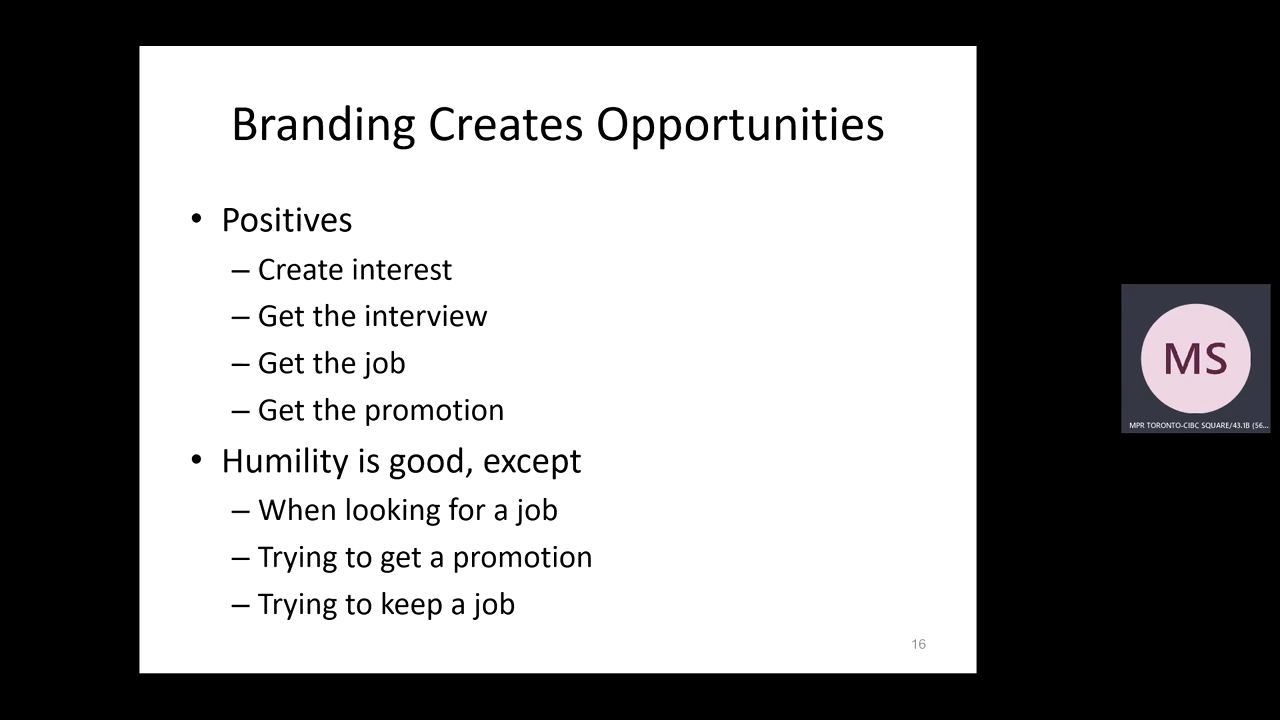 Branding Creates Opportunities
• Positives
– Create interest
– Get the interview
– Get the job
– Get the promotion
• Humility is good, except
– When looking for a job
– Trying to get a promotion
– Trying to keep a job
16
MS
MPR TORONTO-CIBC SQUARE/43.1B (56...